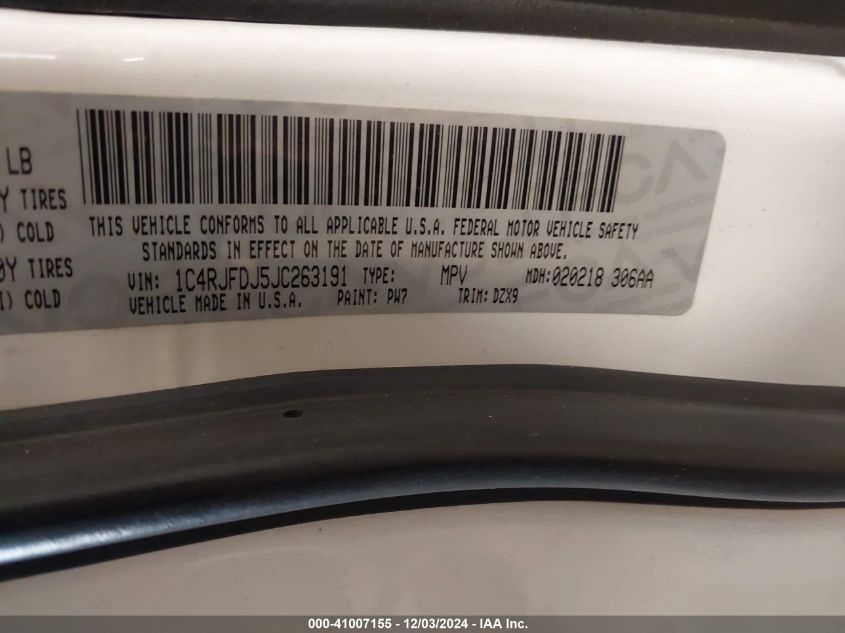 LB
Y TIRES
) COLD
0Y TIRES
I) COLD
THIS VEHICLE CONFORMS TO ALL APPLICABLE U.S.A. FEDERAL MOTOR VEHICLE SAFETY
STANDARDS IN EFFECT ON THE DATE OF MANUFACTURE SHOWN ABOVE.
VIN: 1C4RJFDJ5JC263191 TYPE: MPV MDH:020218 306AA
VEHICLE MADE IN U.S.A. PAINT: PW7 TRIM: DZX9
000-41007155 - 12/03/2024 - IAA Inc.